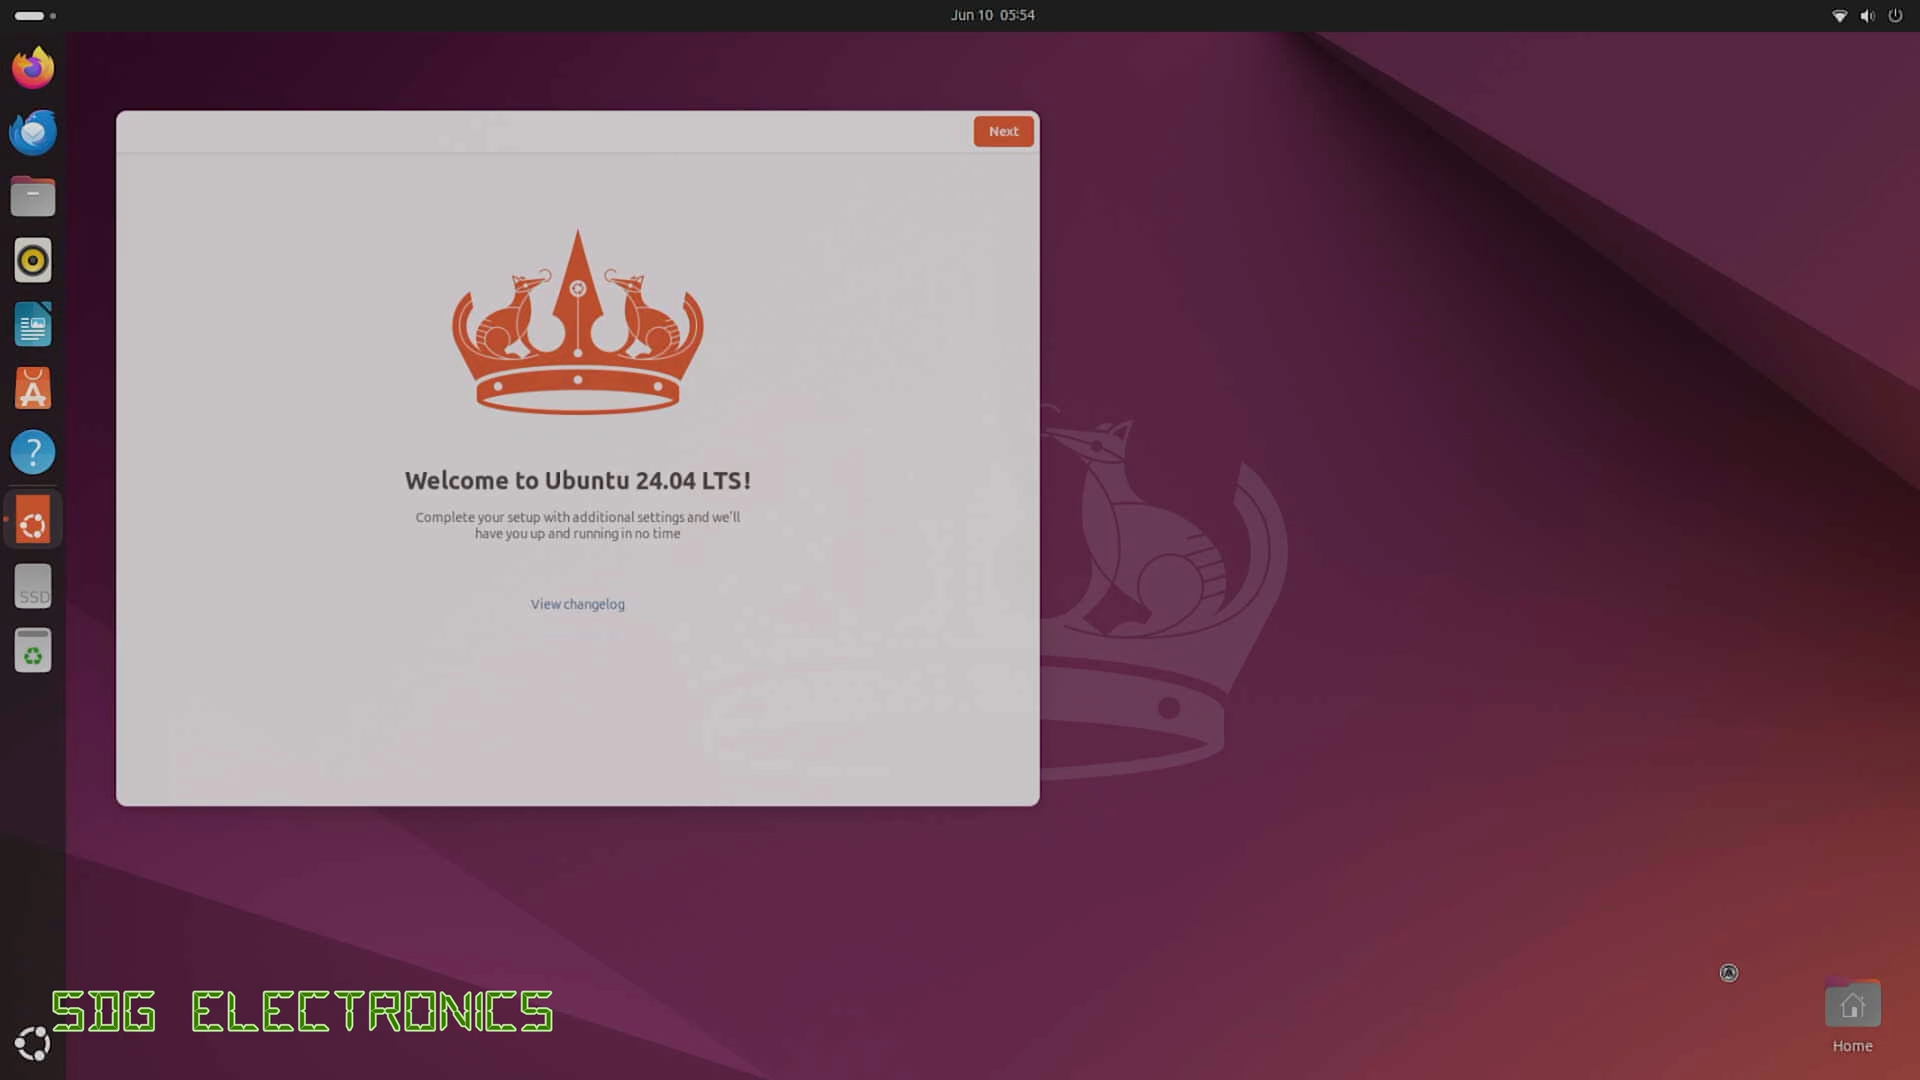 Jun 10 05:54
Next
Welcome to Ubuntu 24.04 LTS!
Complete your setup with additional settings and we'll
have you up and running in no time
View changelog
SSD
SDG ELECTRONICS
Home